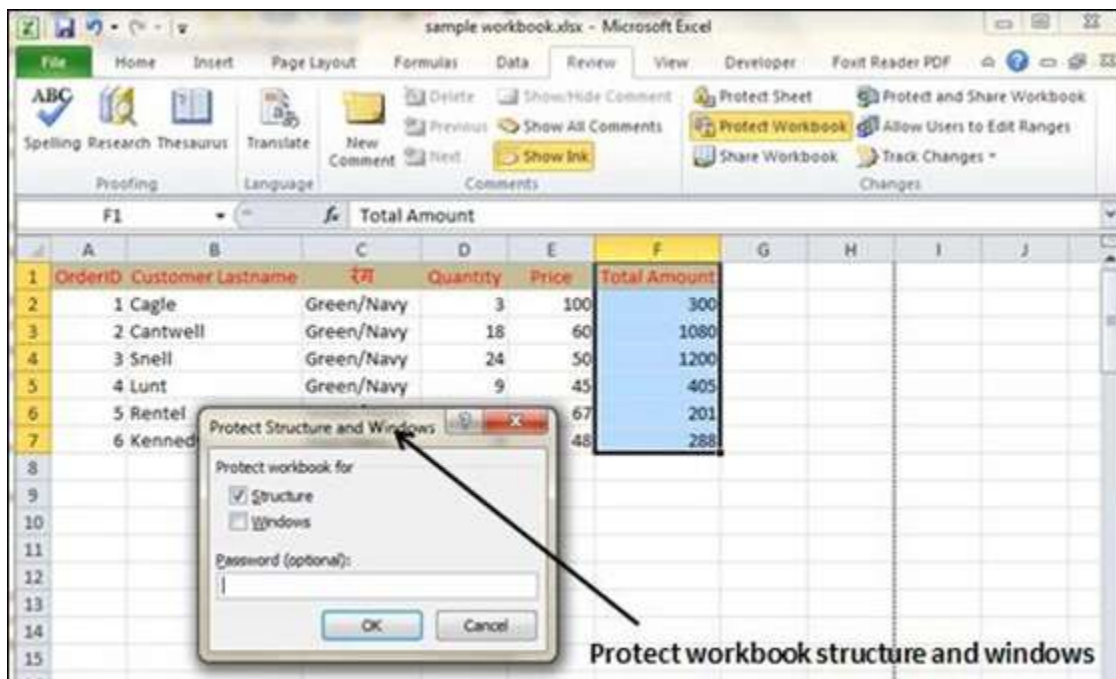 sample workbook.xlsx - Microsoft Excel
File Home Insert Page Layout Formulas Data Review View Developer Foxit Reader PDF
ABC Delete Show/Hide Comment Protect Sheet Protect and Share Workbook
Previous Show All Comments Protect Workbook Allow Users to Edit Ranges
Spelling Research Thesaurus Translate New Comment Next Show Ink Share Workbook Track Changes
Proofing Language Comments Changes
F1 fx Total Amount
A B C D E F G H I J
1 OrderID Customer Lastname रंग Quantity Price Total Amount
2 1 Cagle Green/Navy 3 100 300
3 2 Cantwell Green/Navy 18 60 1080
4 3 Snell Green/Navy 24 50 1200
5 4 Lunt Green/Navy 9 45 405
6 5 Rentel 67 201
7 6 Kenned 48 288
8
9
10
11
12
13
14
15
Protect Structure and Windows
Protect workbook for
Structure
Windows
Password (optional):
OK Cancel
Protect workbook structure and windows